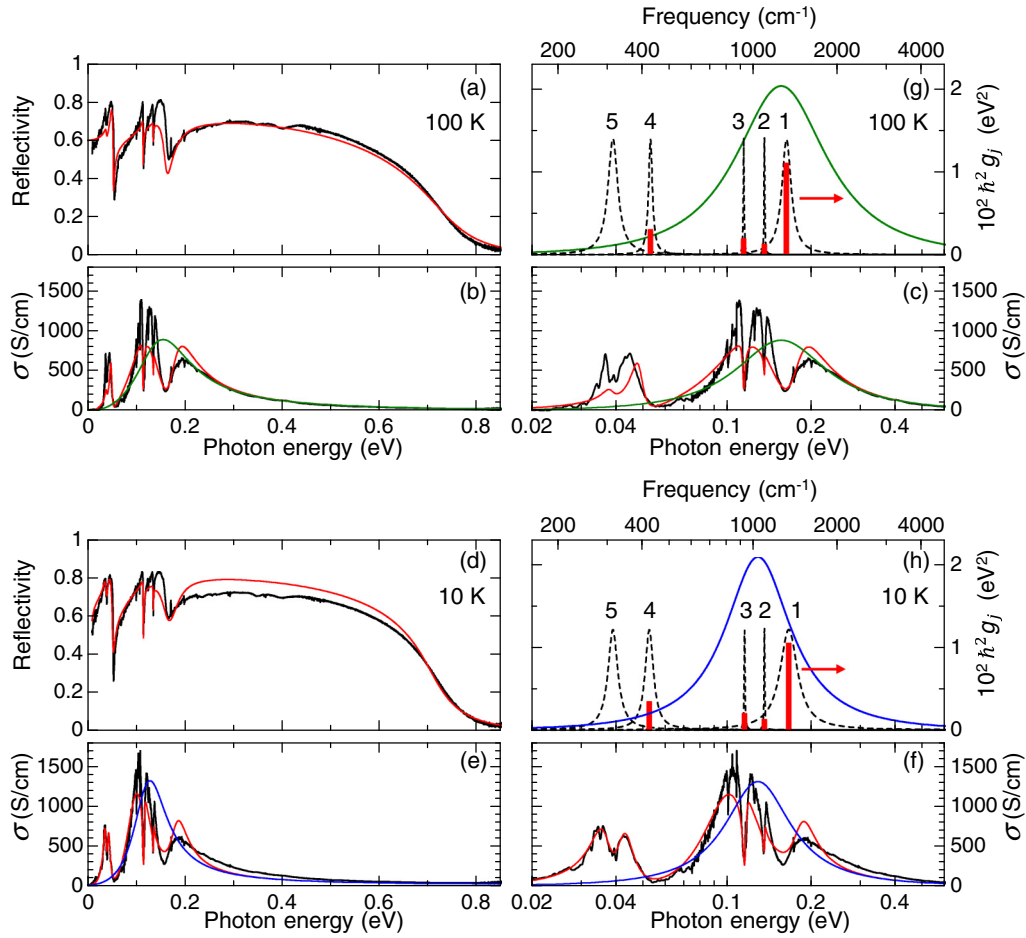 Frequency (cm-1)
200 400 1000 2000 4000
1
0.8
0.6
0.4
0.2
0
Reflectivity
(a)
100 K
(g)
100 K
5 4 3 2 1
2
1
0
10² ℏ² gj (eV²)
1500
1000
500
0
σ (S/cm)
(b)
(c)
1500
1000
500
0
σ (S/cm)
0 0.2 0.4 0.6 0.8
Photon energy (eV)
0.02 0.04 0.1 0.2 0.4
Photon energy (eV)
Frequency (cm-1)
200 400 1000 2000 4000
1
0.8
0.6
0.4
0.2
0
Reflectivity
(d)
10 K
(h)
10 K
5 4 3 2 1
2
1
0
10² ℏ² gj (eV²)
1500
1000
500
0
σ (S/cm)
(e)
(f)
1500
1000
500
0
σ (S/cm)
0 0.2 0.4 0.6 0.8
Photon energy (eV)
0.02 0.04 0.1 0.2 0.4
Photon energy (eV)